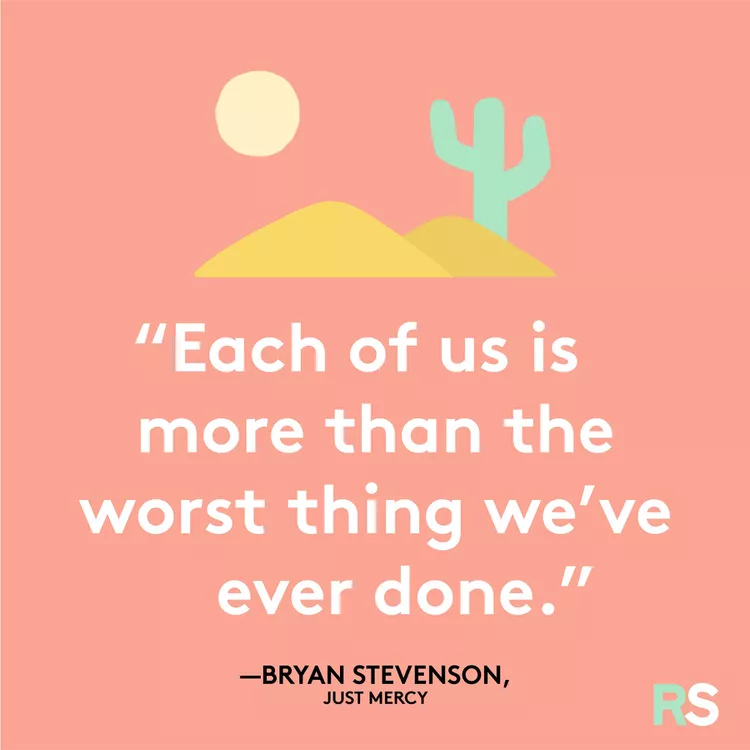 “Each of us is
more than the
worst thing we’ve
ever done.”
—BRYAN STEVENSON,
JUST MERCY
RS